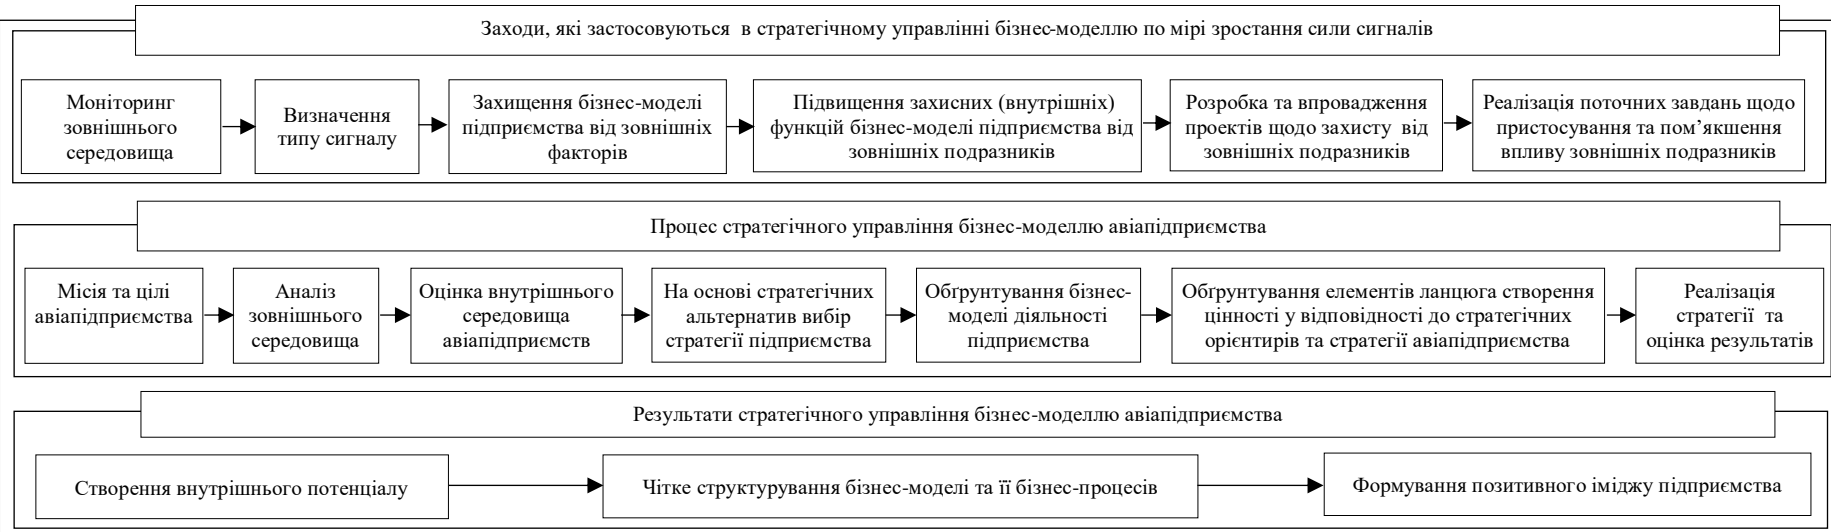 Заходи, які застосовуються в стратегічному управлінні бізнес-моделлю по мірі зростання сили сигналів
Моніторинг
зовнішнього
середовища
Визначення
типу сигналу
Захищення бізнес-моделі
підприємства від зовнішніх
факторів
Підвищення захисних (внутрішніх)
функцій бізнес-моделі підприємства від
зовнішніх подразників
Розробка та впровадження
проектів щодо захисту від
зовнішніх подразників
Реалізація поточних завдань щодо
пристосування та пом’якшення
впливу зовнішніх подразників
Процес стратегічного управління бізнес-моделлю авіапідприємства
Місія та цілі
авіапідприємства
Аналіз
зовнішнього
середовища
Оцінка внутрішнього
середовища
авіапідприємств
На основі стратегічних
альтернатив вибір
стратегії підприємства
Обґрунтування бізнес-
моделі діяльності
підприємства
Обґрунтування елементів ланцюга створення
цінності у відповідності до стратегічних
орієнтирів та стратегії авіапідприємства
Реалізація
стратегії та
оцінка результатів
Результати стратегічного управління бізнес-моделлю авіапідприємства
Створення внутрішнього потенціалу
Чітке структурування бізнес-моделі та її бізнес-процесів
Формування позитивного іміджу підприємства